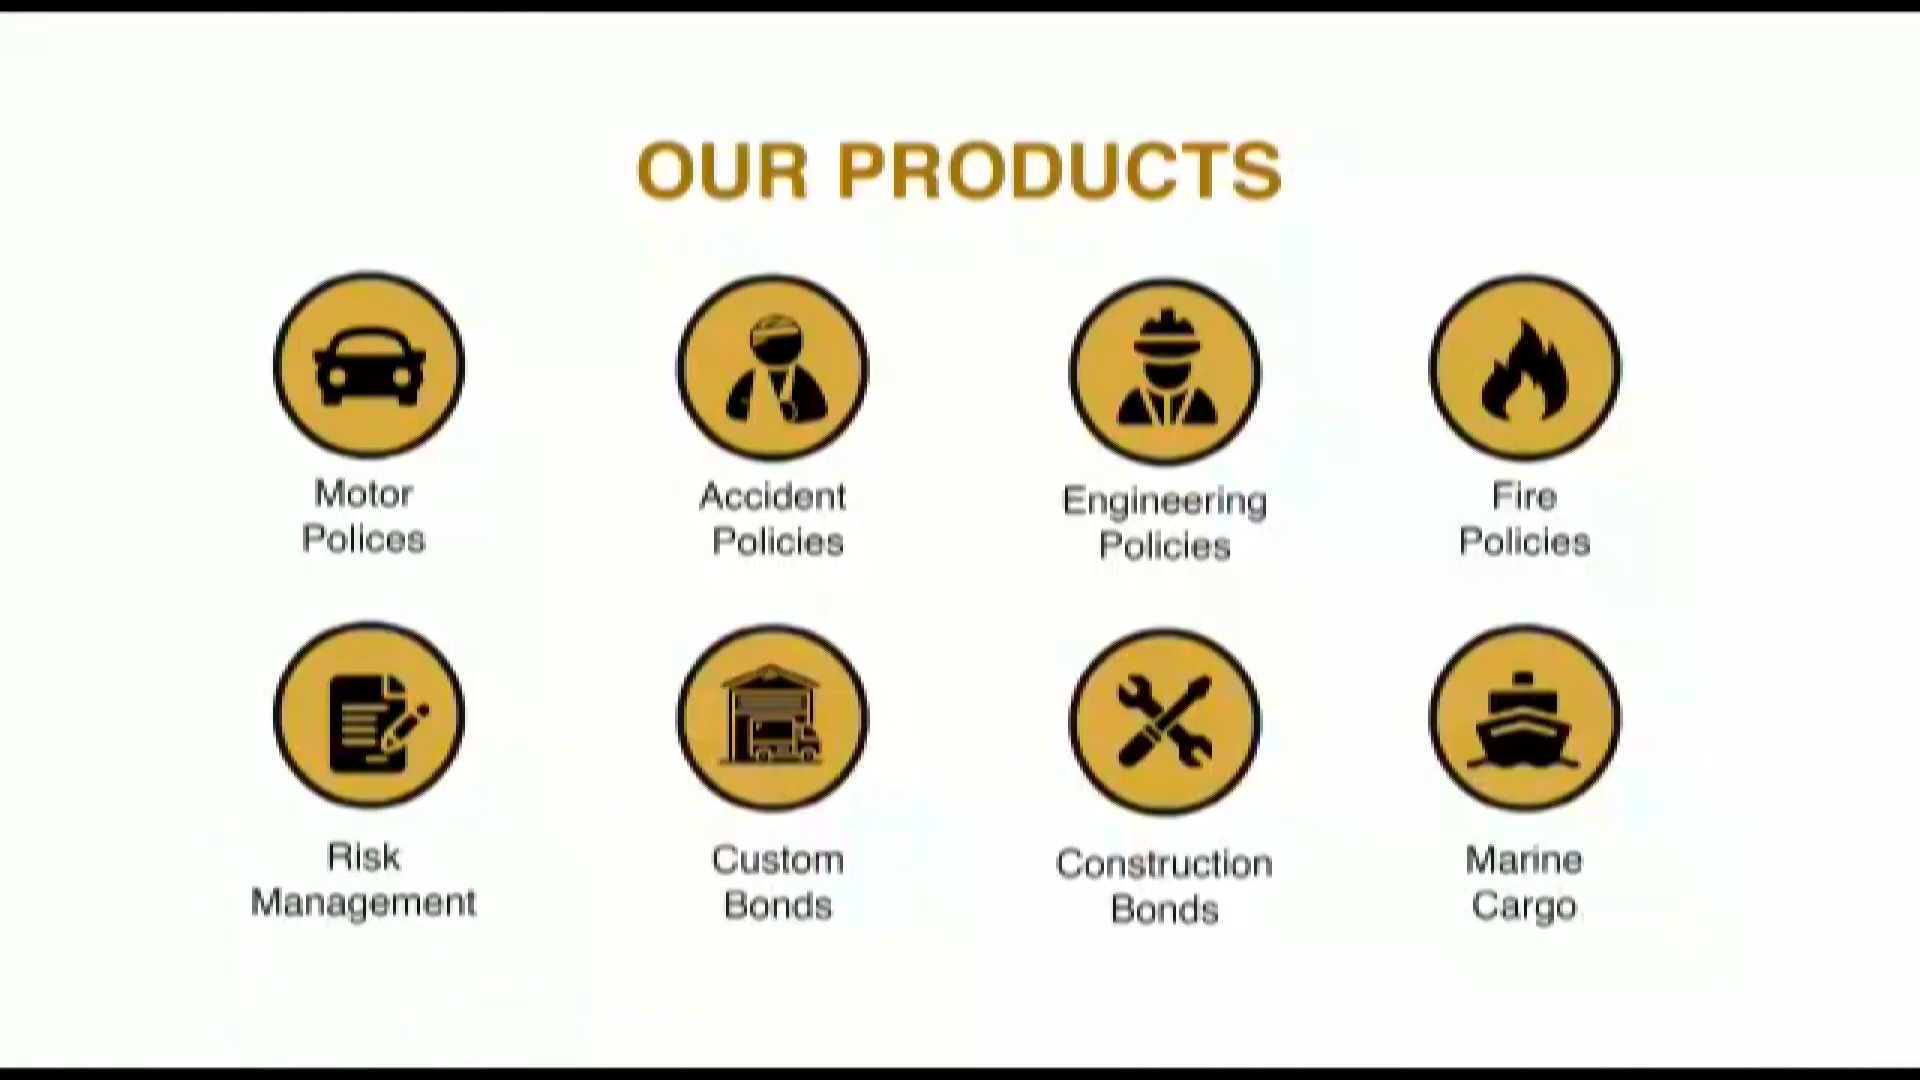 OUR PRODUCTS
Motor
Polices
Accident
Policies
Engineering
Policies
Fire
Policies
Risk
Management
Custom
Bonds
Construction
Bonds
Marine
Cargo